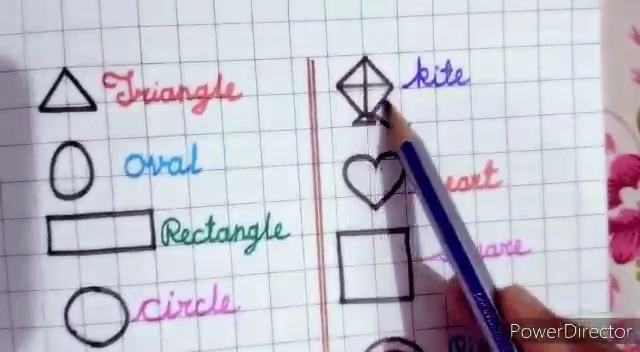 Triangle
oval
Rectangle
circle
kite
PowerDirector